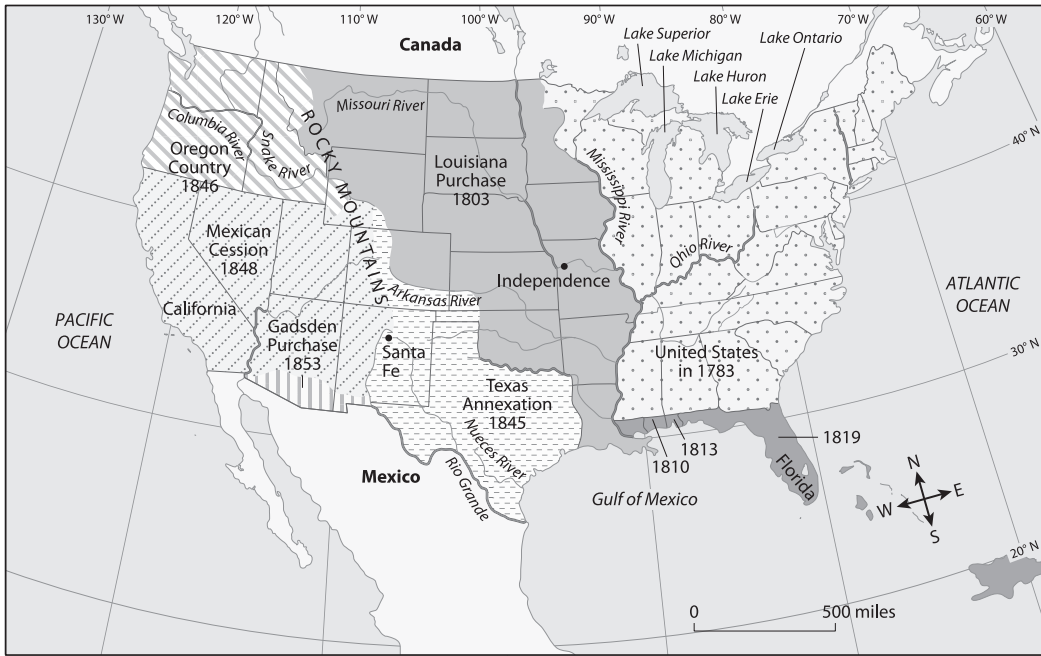 130° W
120° W
110° W
100° W
90° W
80° W
70° W
60° W
Canada
Lake Superior
Lake Michigan
Lake Ontario
Lake Huron
Lake Erie
40° N
Missouri River
ROCKY MOUNTAINS
Columbia River
Snake River
Oregon
Country
1846
Louisiana
Purchase
1803
Mississippi River
Ohio River
Mexican
Cession
1848
Independence
California
Arkansas River
ATLANTIC
OCEAN
PACIFIC
OCEAN
Gadsden
Purchase
1853
Santa
Fe
United States
in 1783
30° N
Texas
Annexation
1845
Nueces River
Rio Grande
Mexico
1810
1813
1819
Florida
Gulf of Mexico
N
E
W
S
20° N
0
500 miles